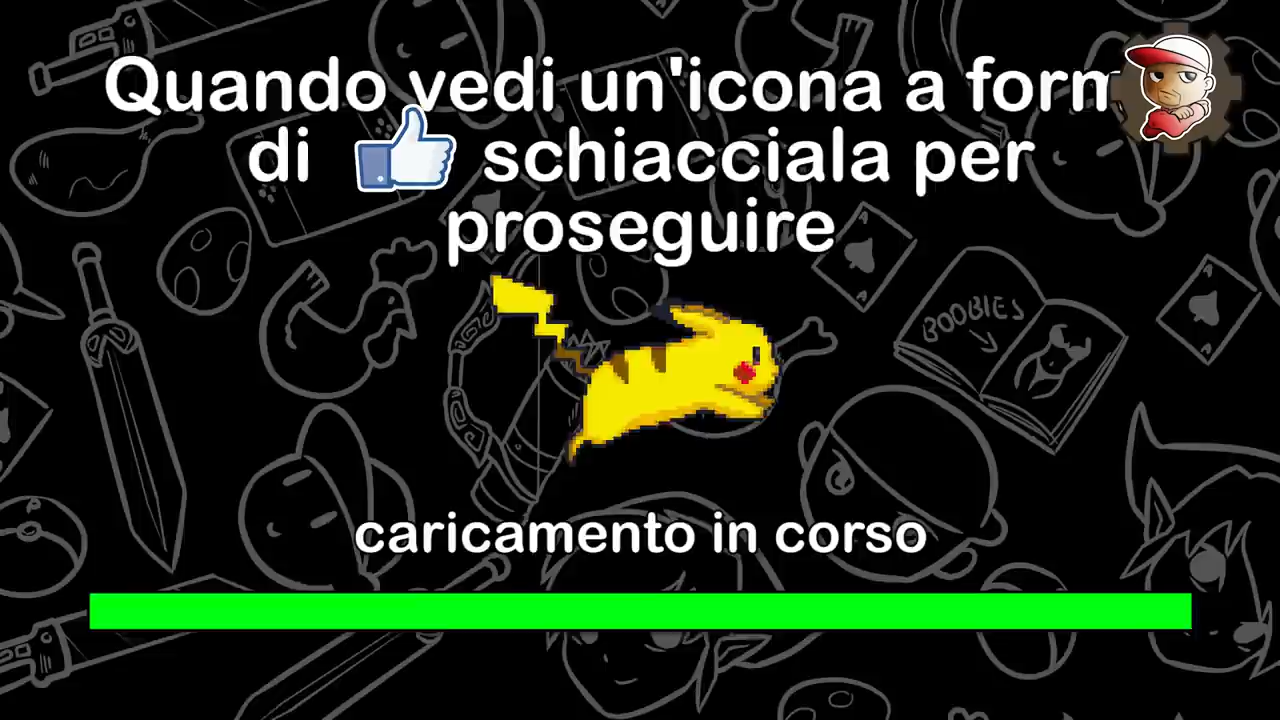 Quando vedi un'icona a form
di schiacciala per
proseguire
BOOBIES
caricamento in corso